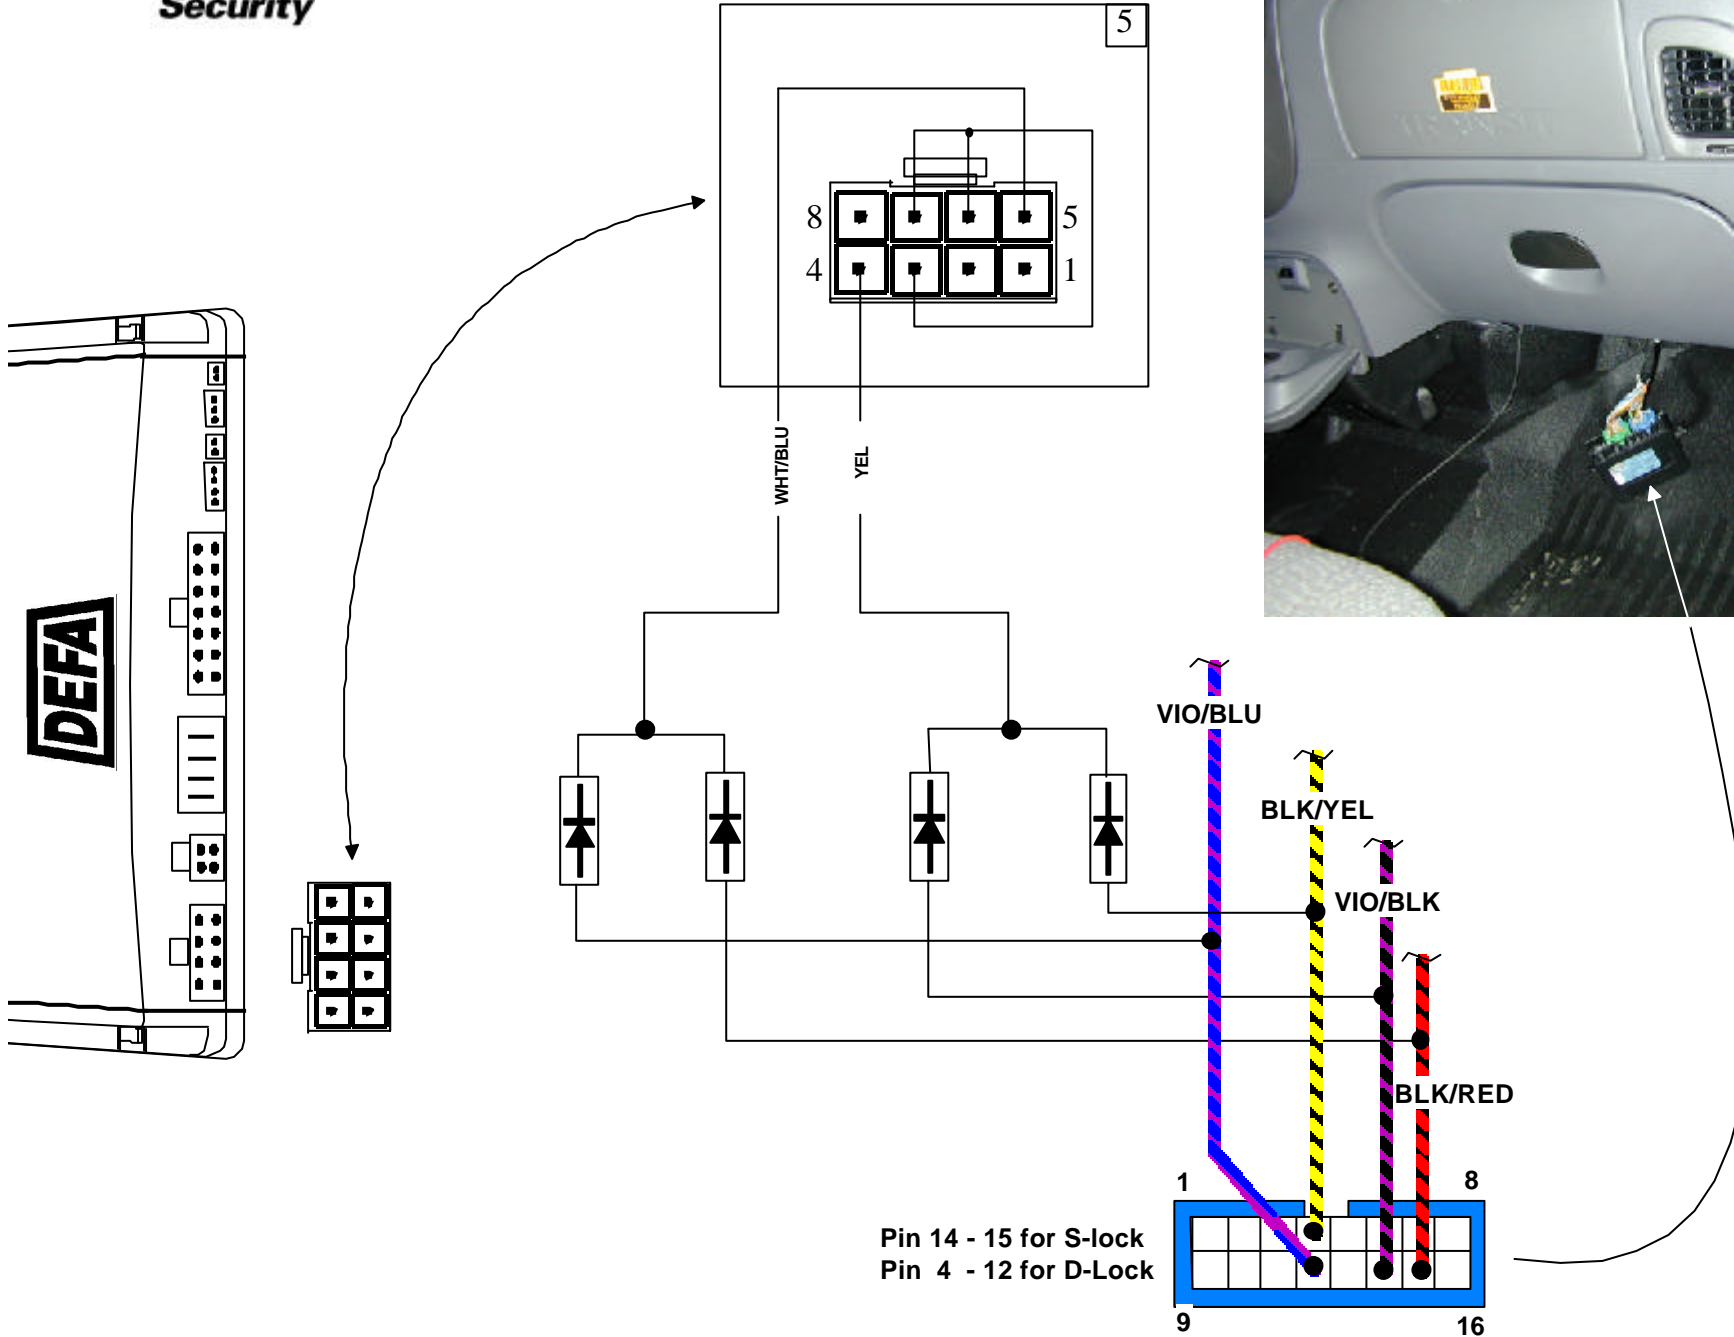 Security
5
8
5
4
1
WHT/BLU
YEL
DEFA
VIO/BLU
BLK/YEL
VIO/BLK
BLK/RED
1
8
Pin 14 - 15 for S-lock
Pin 4 - 12 for D-Lock
9
16